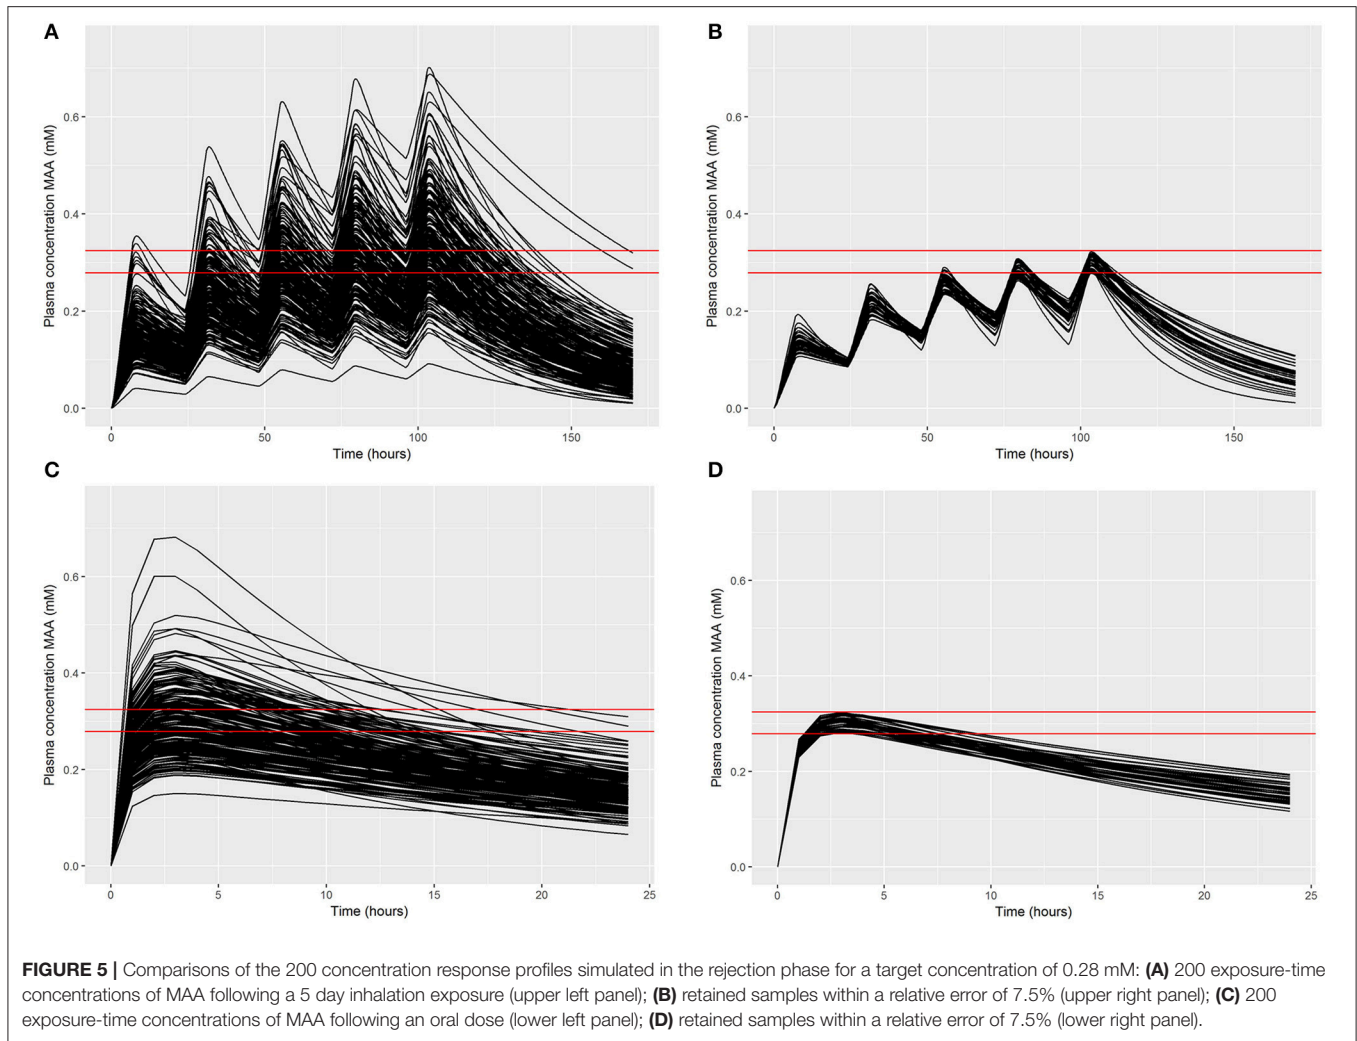 A
B
Plasma concentration MAA (mM)
0.6
0.4
0.2
0.0
0
50
100
150
Time (hours)
Plasma concentration MAA (mM)
0.6
0.4
0.2
0.0
0
50
100
150
Time (hours)
C
D
Plasma concentration MAA (mM)
0.6
0.4
0.2
0.0
0
5
10
15
20
25
Time (hours)
Plasma concentration MAA (mM)
0.6
0.4
0.2
0.0
0
5
10
15
20
25
Time (hours)
FIGURE 5 | Comparisons of the 200 concentration response profiles simulated in the rejection phase for a target concentration of 0.28 mM: (A) 200 exposure-time
concentrations of MAA following a 5 day inhalation exposure (upper left panel); (B) retained samples within a relative error of 7.5% (upper right panel); (C) 200
exposure-time concentrations of MAA following an oral dose (lower left panel); (D) retained samples within a relative error of 7.5% (lower right panel).